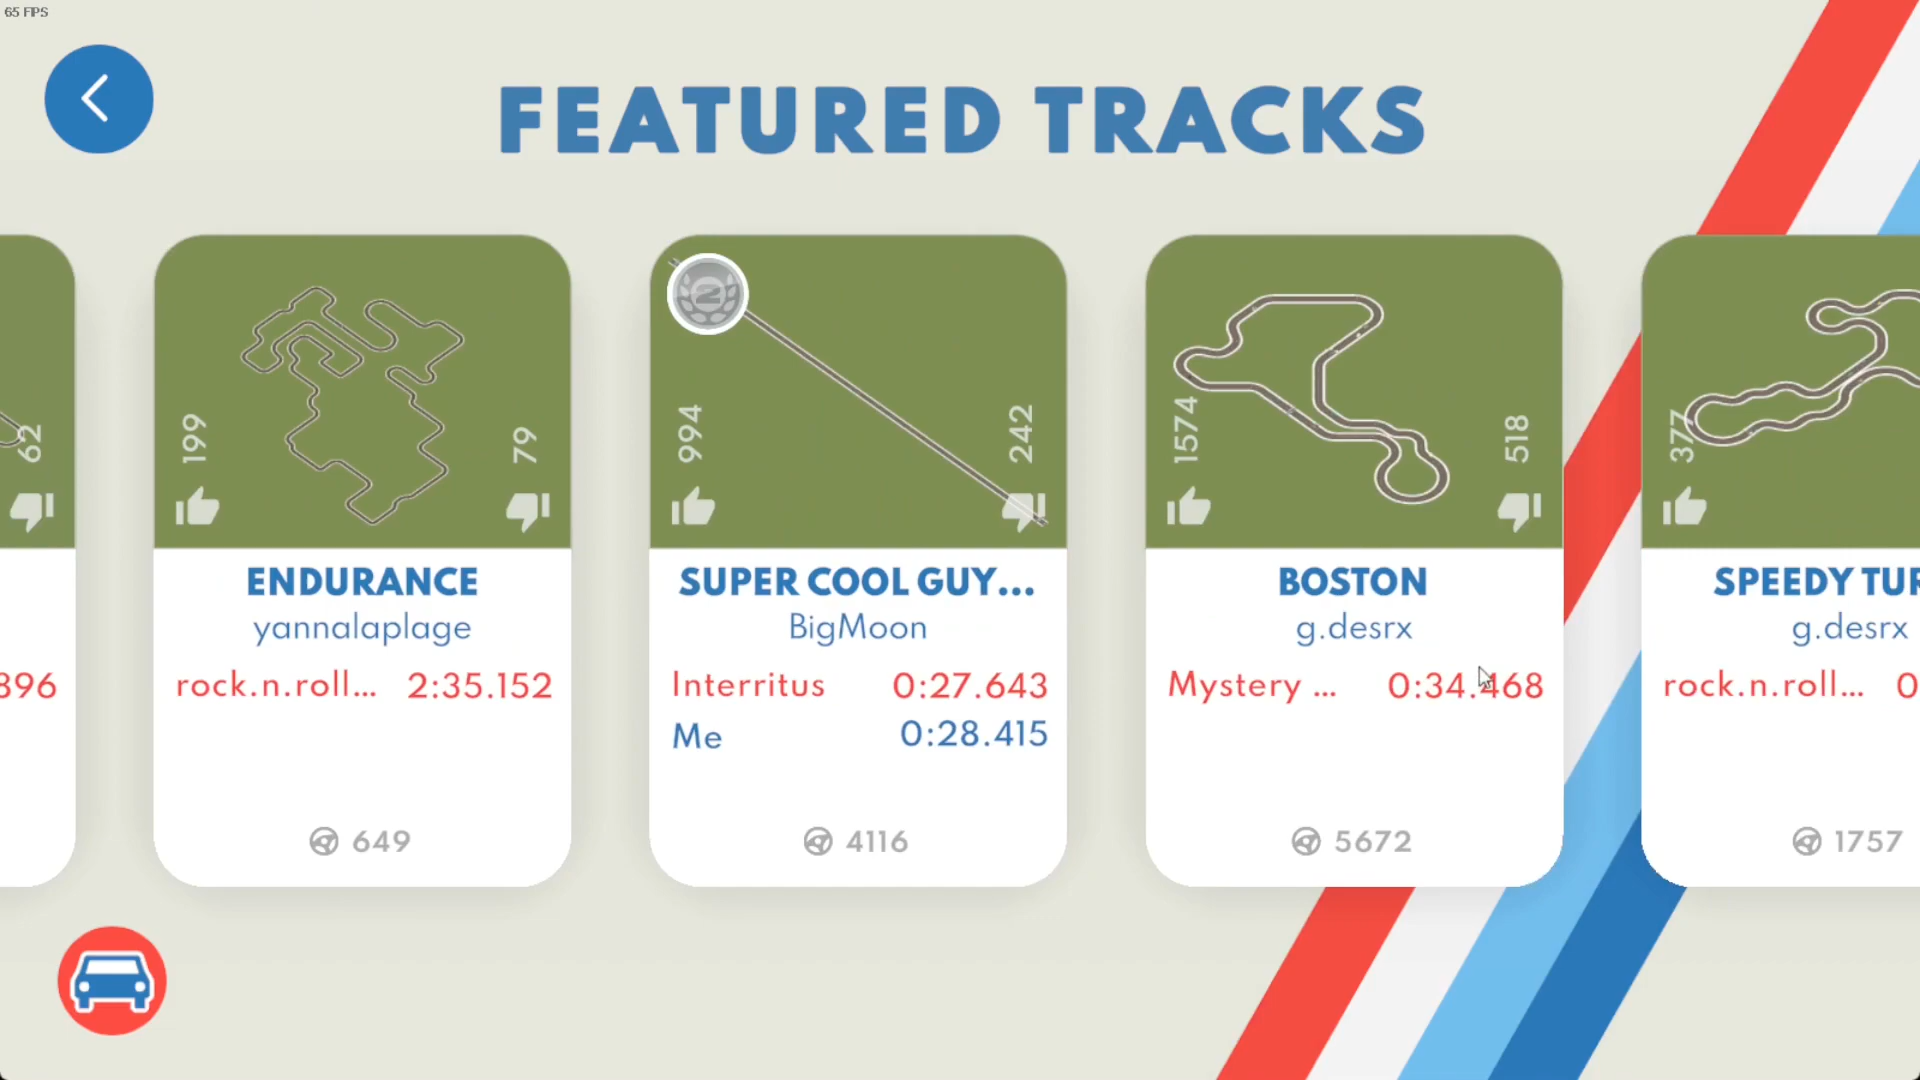 65 FPS
FEATURED TRACKS
62
896
199
79
ENDURANCE
yannalaplage
rock.n.roll... 2:35.152
649
2
994
242
SUPER COOL GUY...
BigMoon
Interritus 0:27.643
Me 0:28.415
4116
1574
518
BOSTON
g.desrx
Mystery ... 0:34.468
5672
377
SPEEDY TUR
g.desrx
rock.n.roll... 0
1757